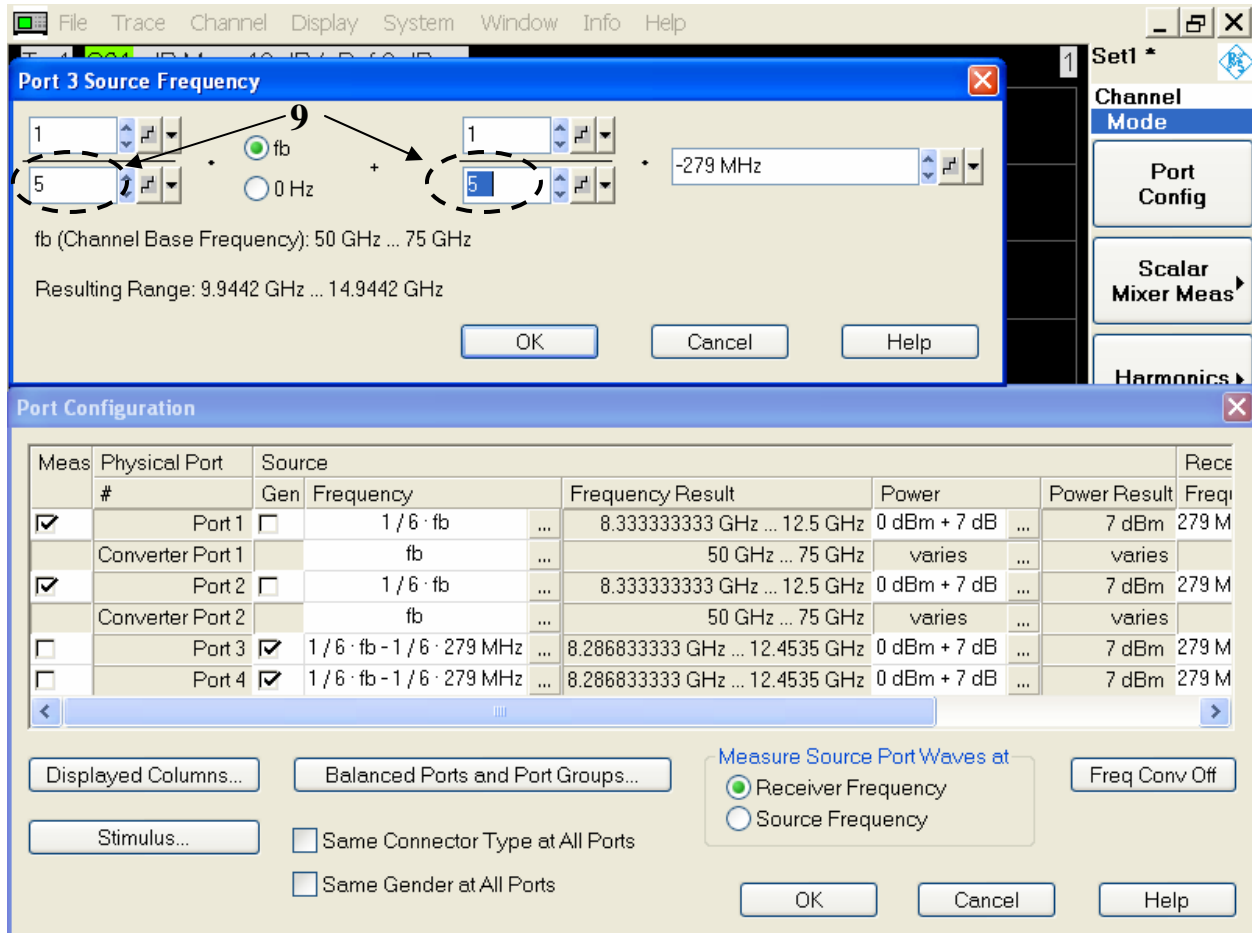 File Trace Channel Display System Window Info Help
1
Set1 *
Channel
Mode
Port
Config
Scalar
Mixer Meas
Harmonics
Port 3 Source Frequency
9
1
5
·
fb
0 Hz
+
1
5
·
-279 MHz
fb (Channel Base Frequency): 50 GHz ... 75 GHz
Resulting Range: 9.9442 GHz ... 14.9442 GHz
OK Cancel Help
Port Configuration
Meas Physical Port Source Rece
# Gen Frequency Frequency Result Power Power Result Frequ
Port 1 1 / 6 · fb ... 8.333333333 GHz ... 12.5 GHz 0 dBm + 7 dB ... 7 dBm 279 M
Converter Port 1 fb ... 50 GHz ... 75 GHz varies ... varies
Port 2 1 / 6 · fb ... 8.333333333 GHz ... 12.5 GHz 0 dBm + 7 dB ... 7 dBm 279 M
Converter Port 2 fb ... 50 GHz ... 75 GHz varies ... varies
Port 3 1 / 6 · fb - 1 / 6 · 279 MHz ... 8.286833333 GHz ... 12.4535 GHz 0 dBm + 7 dB ... 7 dBm 279 M
Port 4 1 / 6 · fb - 1 / 6 · 279 MHz ... 8.286833333 GHz ... 12.4535 GHz 0 dBm + 7 dB ... 7 dBm 279 M
Displayed Columns...
Balanced Ports and Port Groups...
Measure Source Port Waves at
Receiver Frequency
Source Frequency
Freq Conv Off
Stimulus...
Same Connector Type at All Ports
Same Gender at All Ports
OK Cancel Help